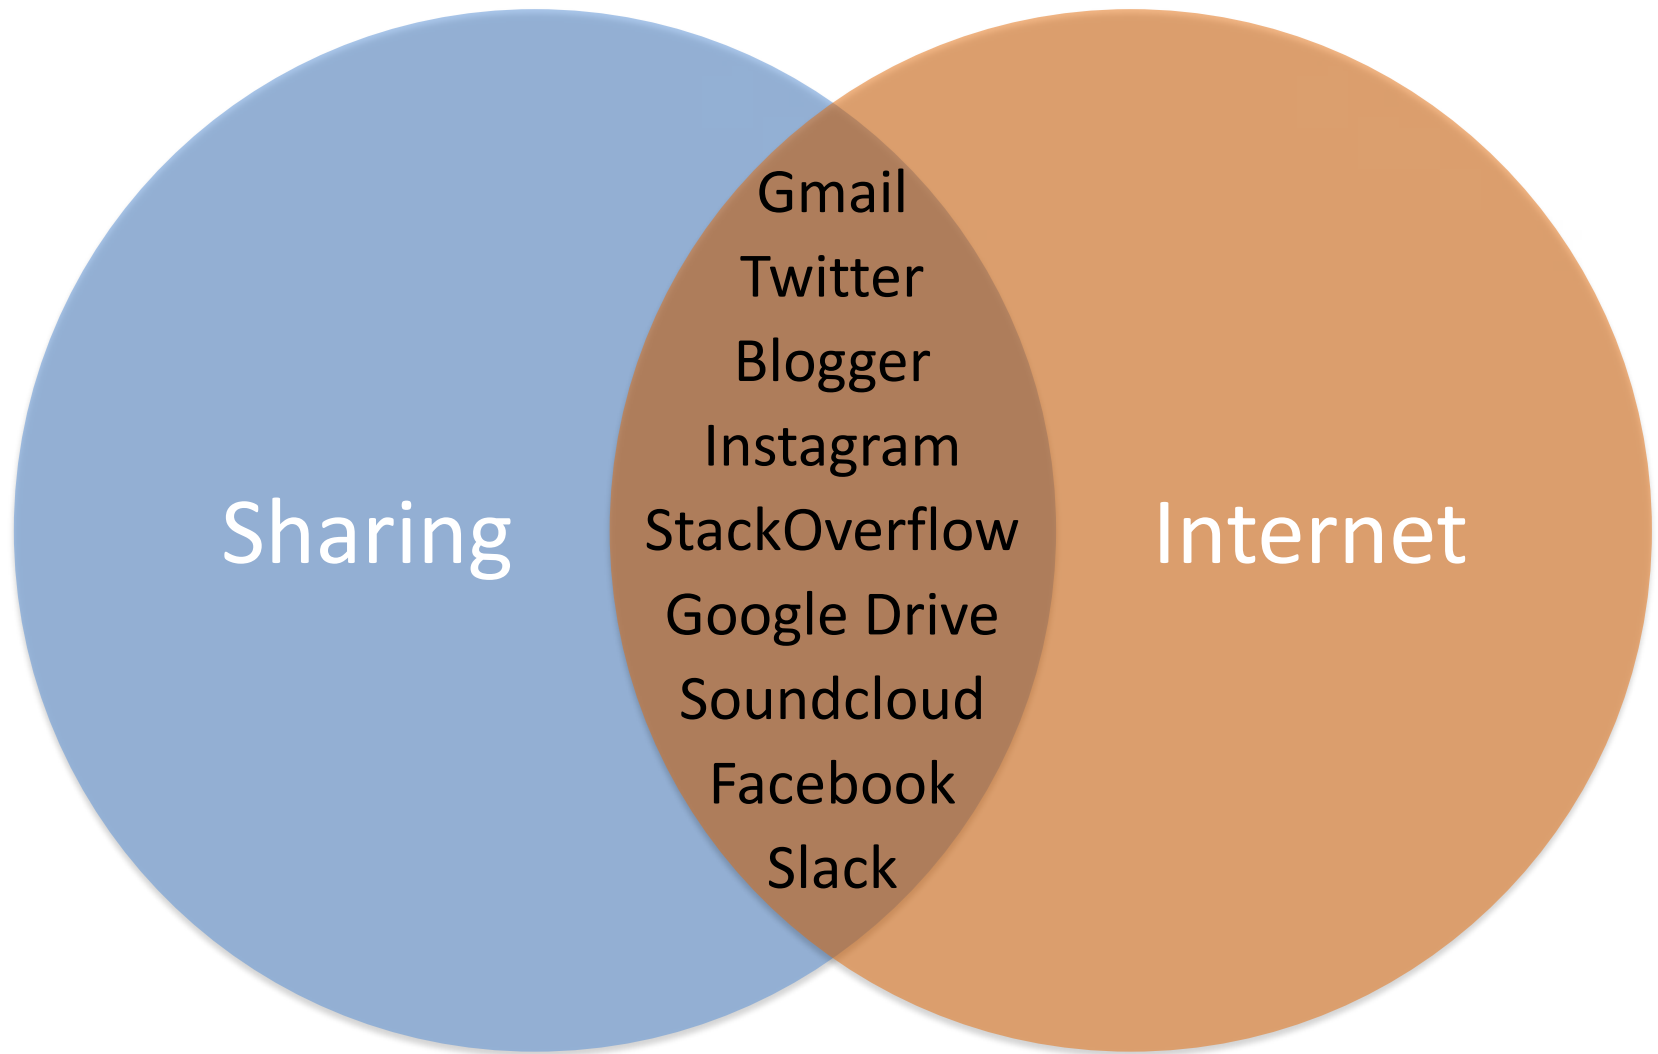 Gmail
Twitter
Blogger
Instagram
Sharing
StackOverflow
Internet
Google Drive
Soundcloud
Facebook
Slack